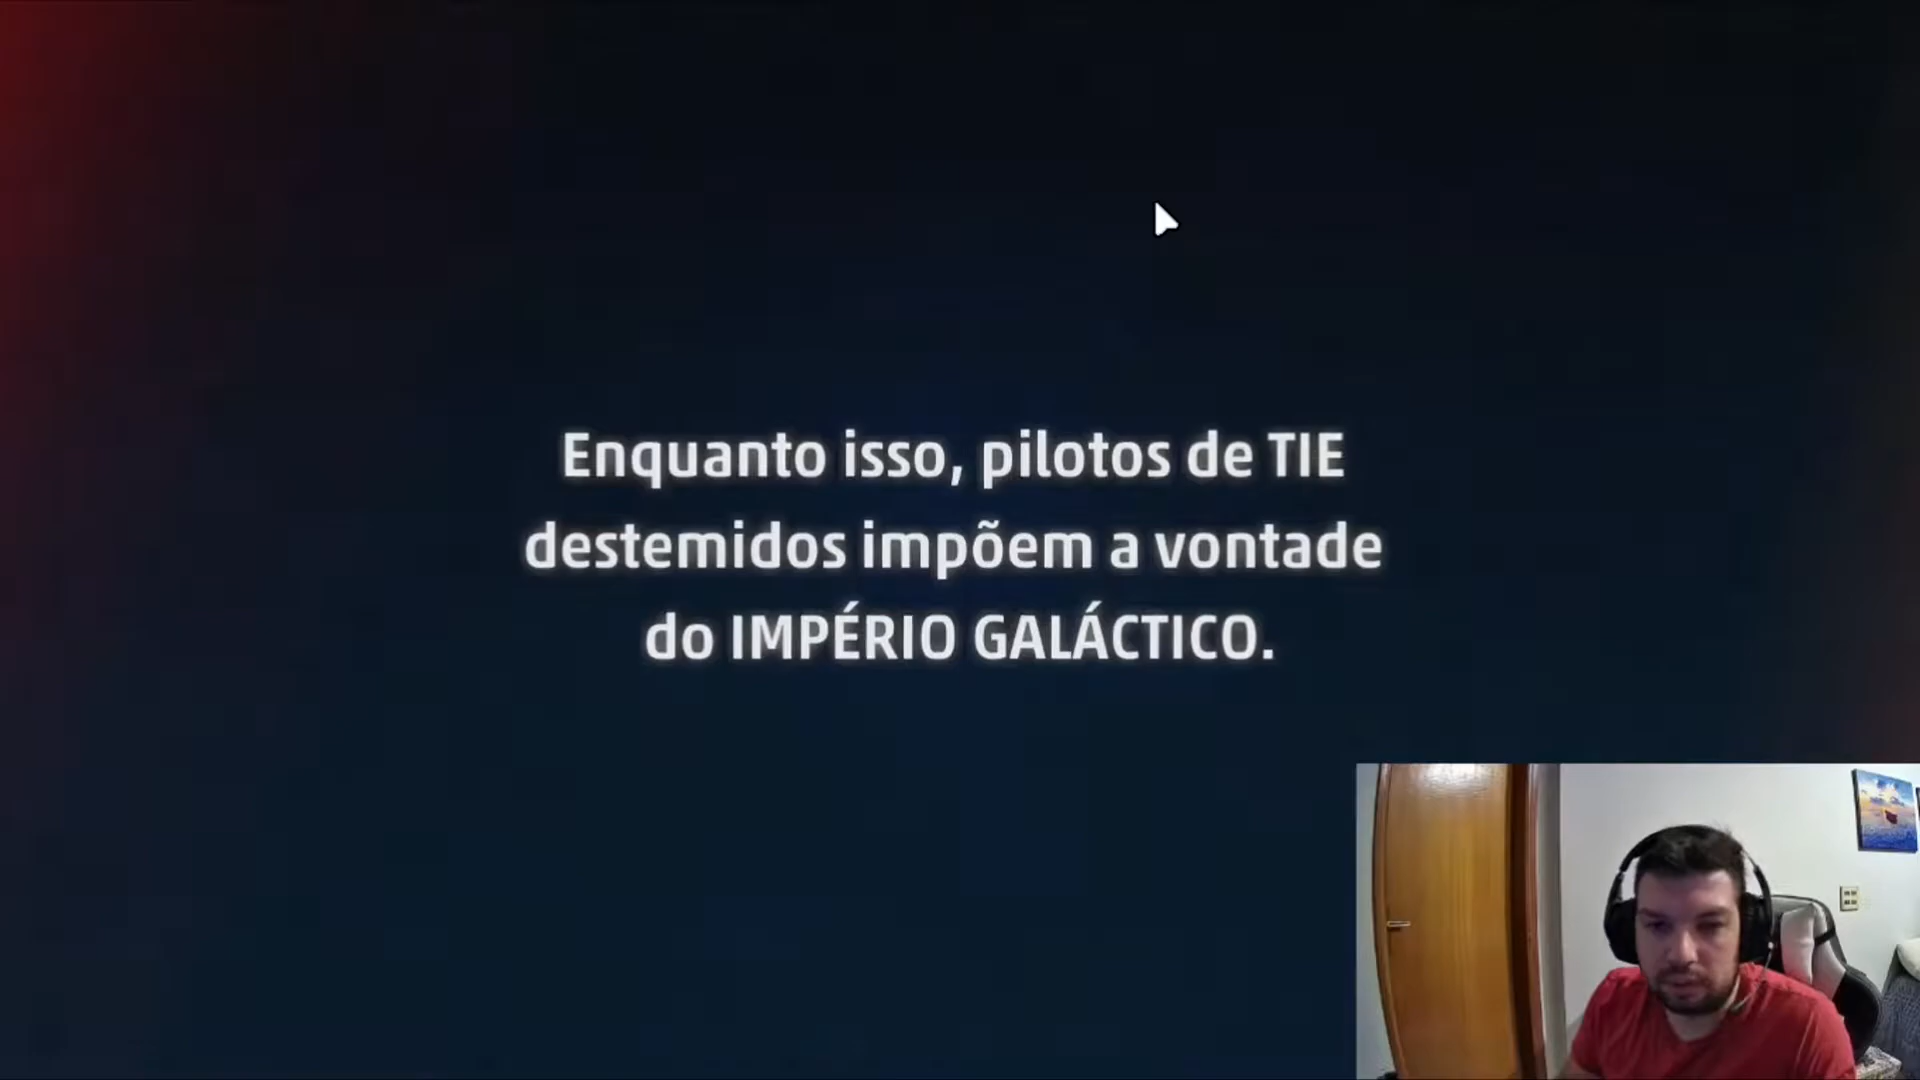 Enquanto isso, pilotos de TIE
destemidos impõem a vontade
do IMPÉRIO GALÁCTICO.